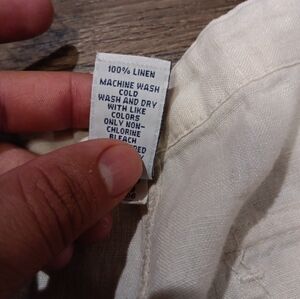 100% LINEN
MACHINE WASH
COLD
WASH AND DRY
WITH LIKE
COLORS
ONLY NON-
CHLORINE
BLEACH